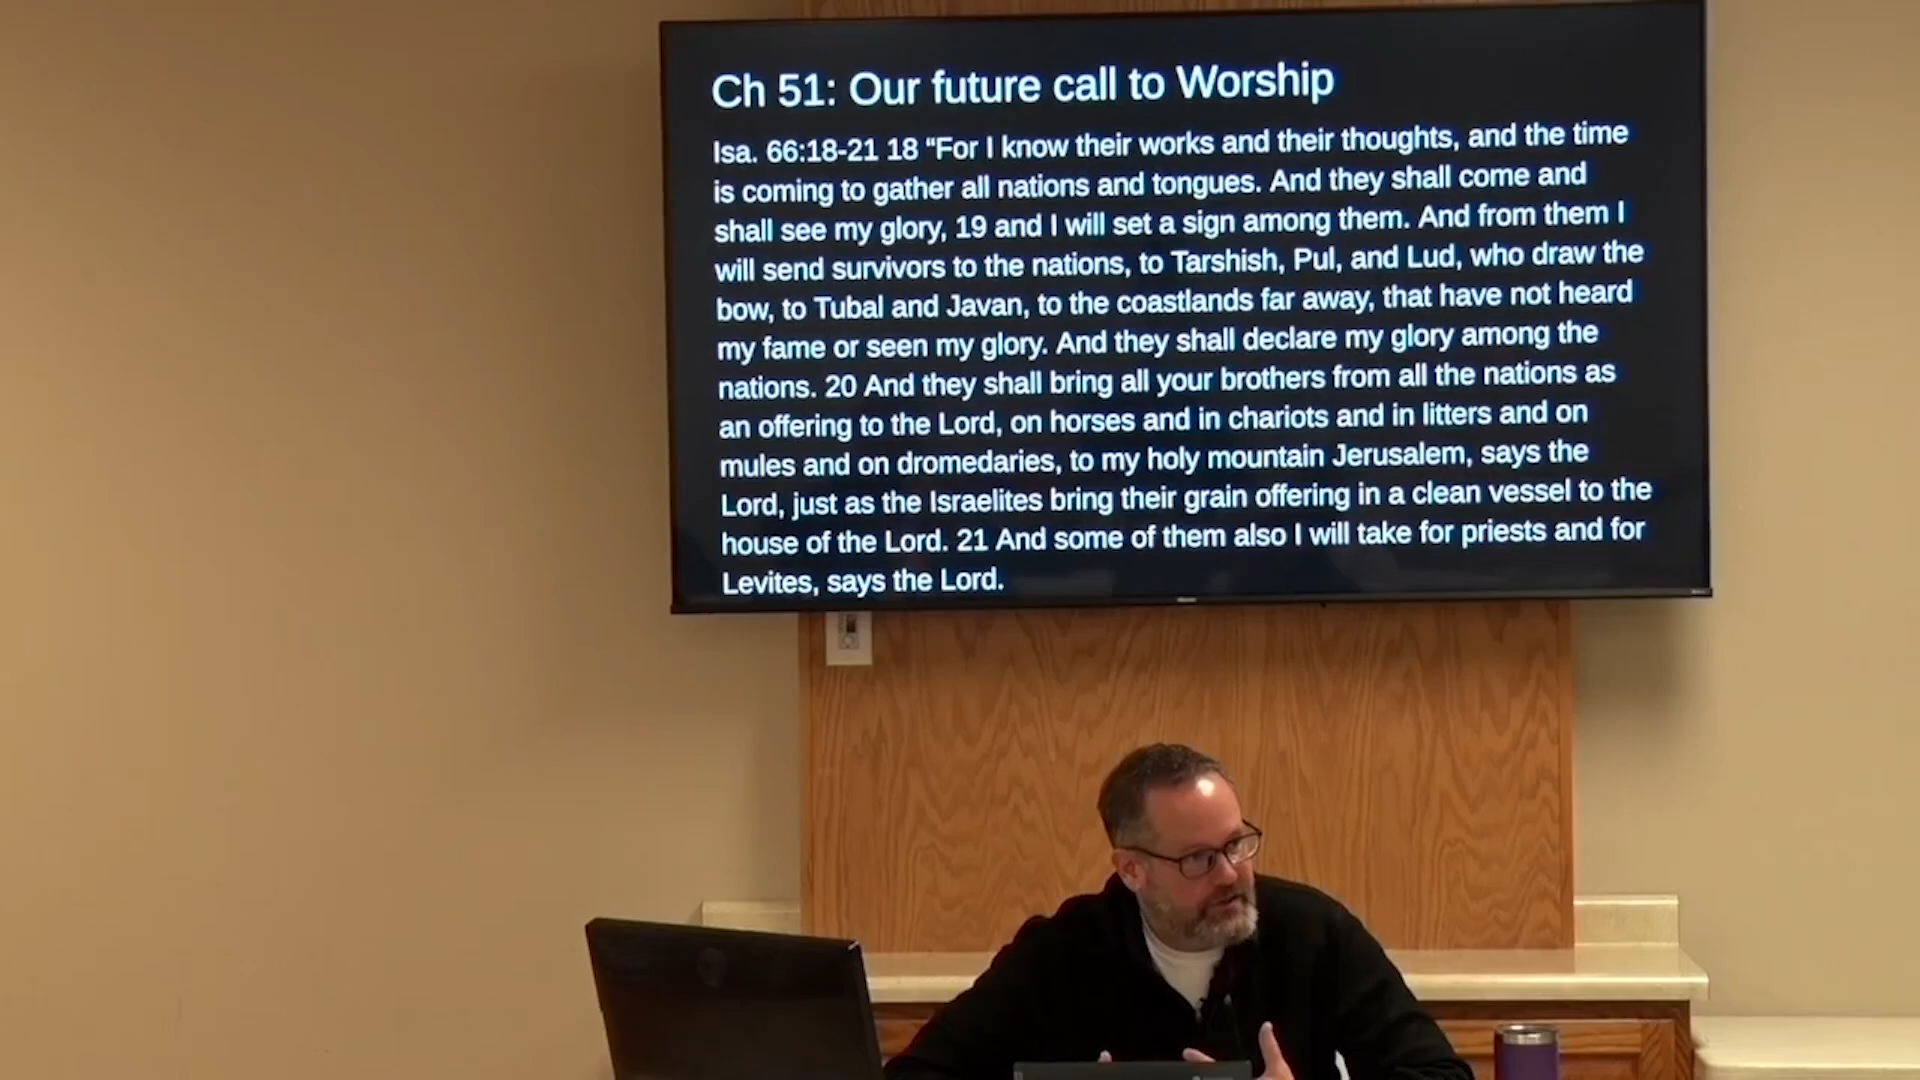 Ch 51: Our future call to Worship
Isa. 66:18-21 18 “For I know their works and their thoughts, and the time
is coming to gather all nations and tongues. And they shall come and
shall see my glory, 19 and I will set a sign among them. And from them I
will send survivors to the nations, to Tarshish, Pul, and Lud, who draw the
bow, to Tubal and Javan, to the coastlands far away, that have not heard
my fame or seen my glory. And they shall declare my glory among the
nations. 20 And they shall bring all your brothers from all the nations as
an offering to the Lord, on horses and in chariots and in litters and on
mules and on dromedaries, to my holy mountain Jerusalem, says the
Lord, just as the Israelites bring their grain offering in a clean vessel to the
house of the Lord. 21 And some of them also I will take for priests and for
Levites, says the Lord.